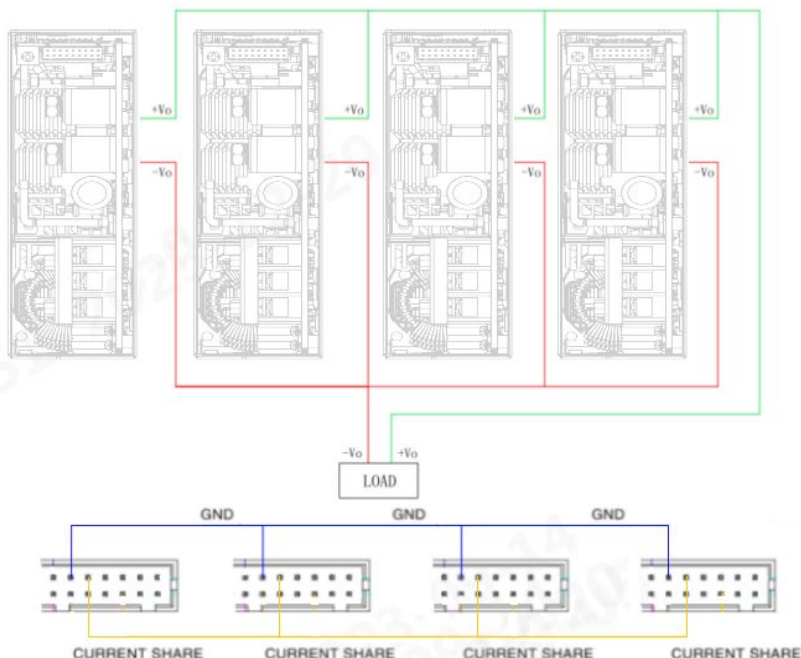 +Vo +Vo +Vo +Vo
-Vo -Vo -Vo -Vo
-Vo +Vo
LOAD
GND GND GND
CURRENT SHARE CURRENT SHARE CURRENT SHARE CURRENT SHARE